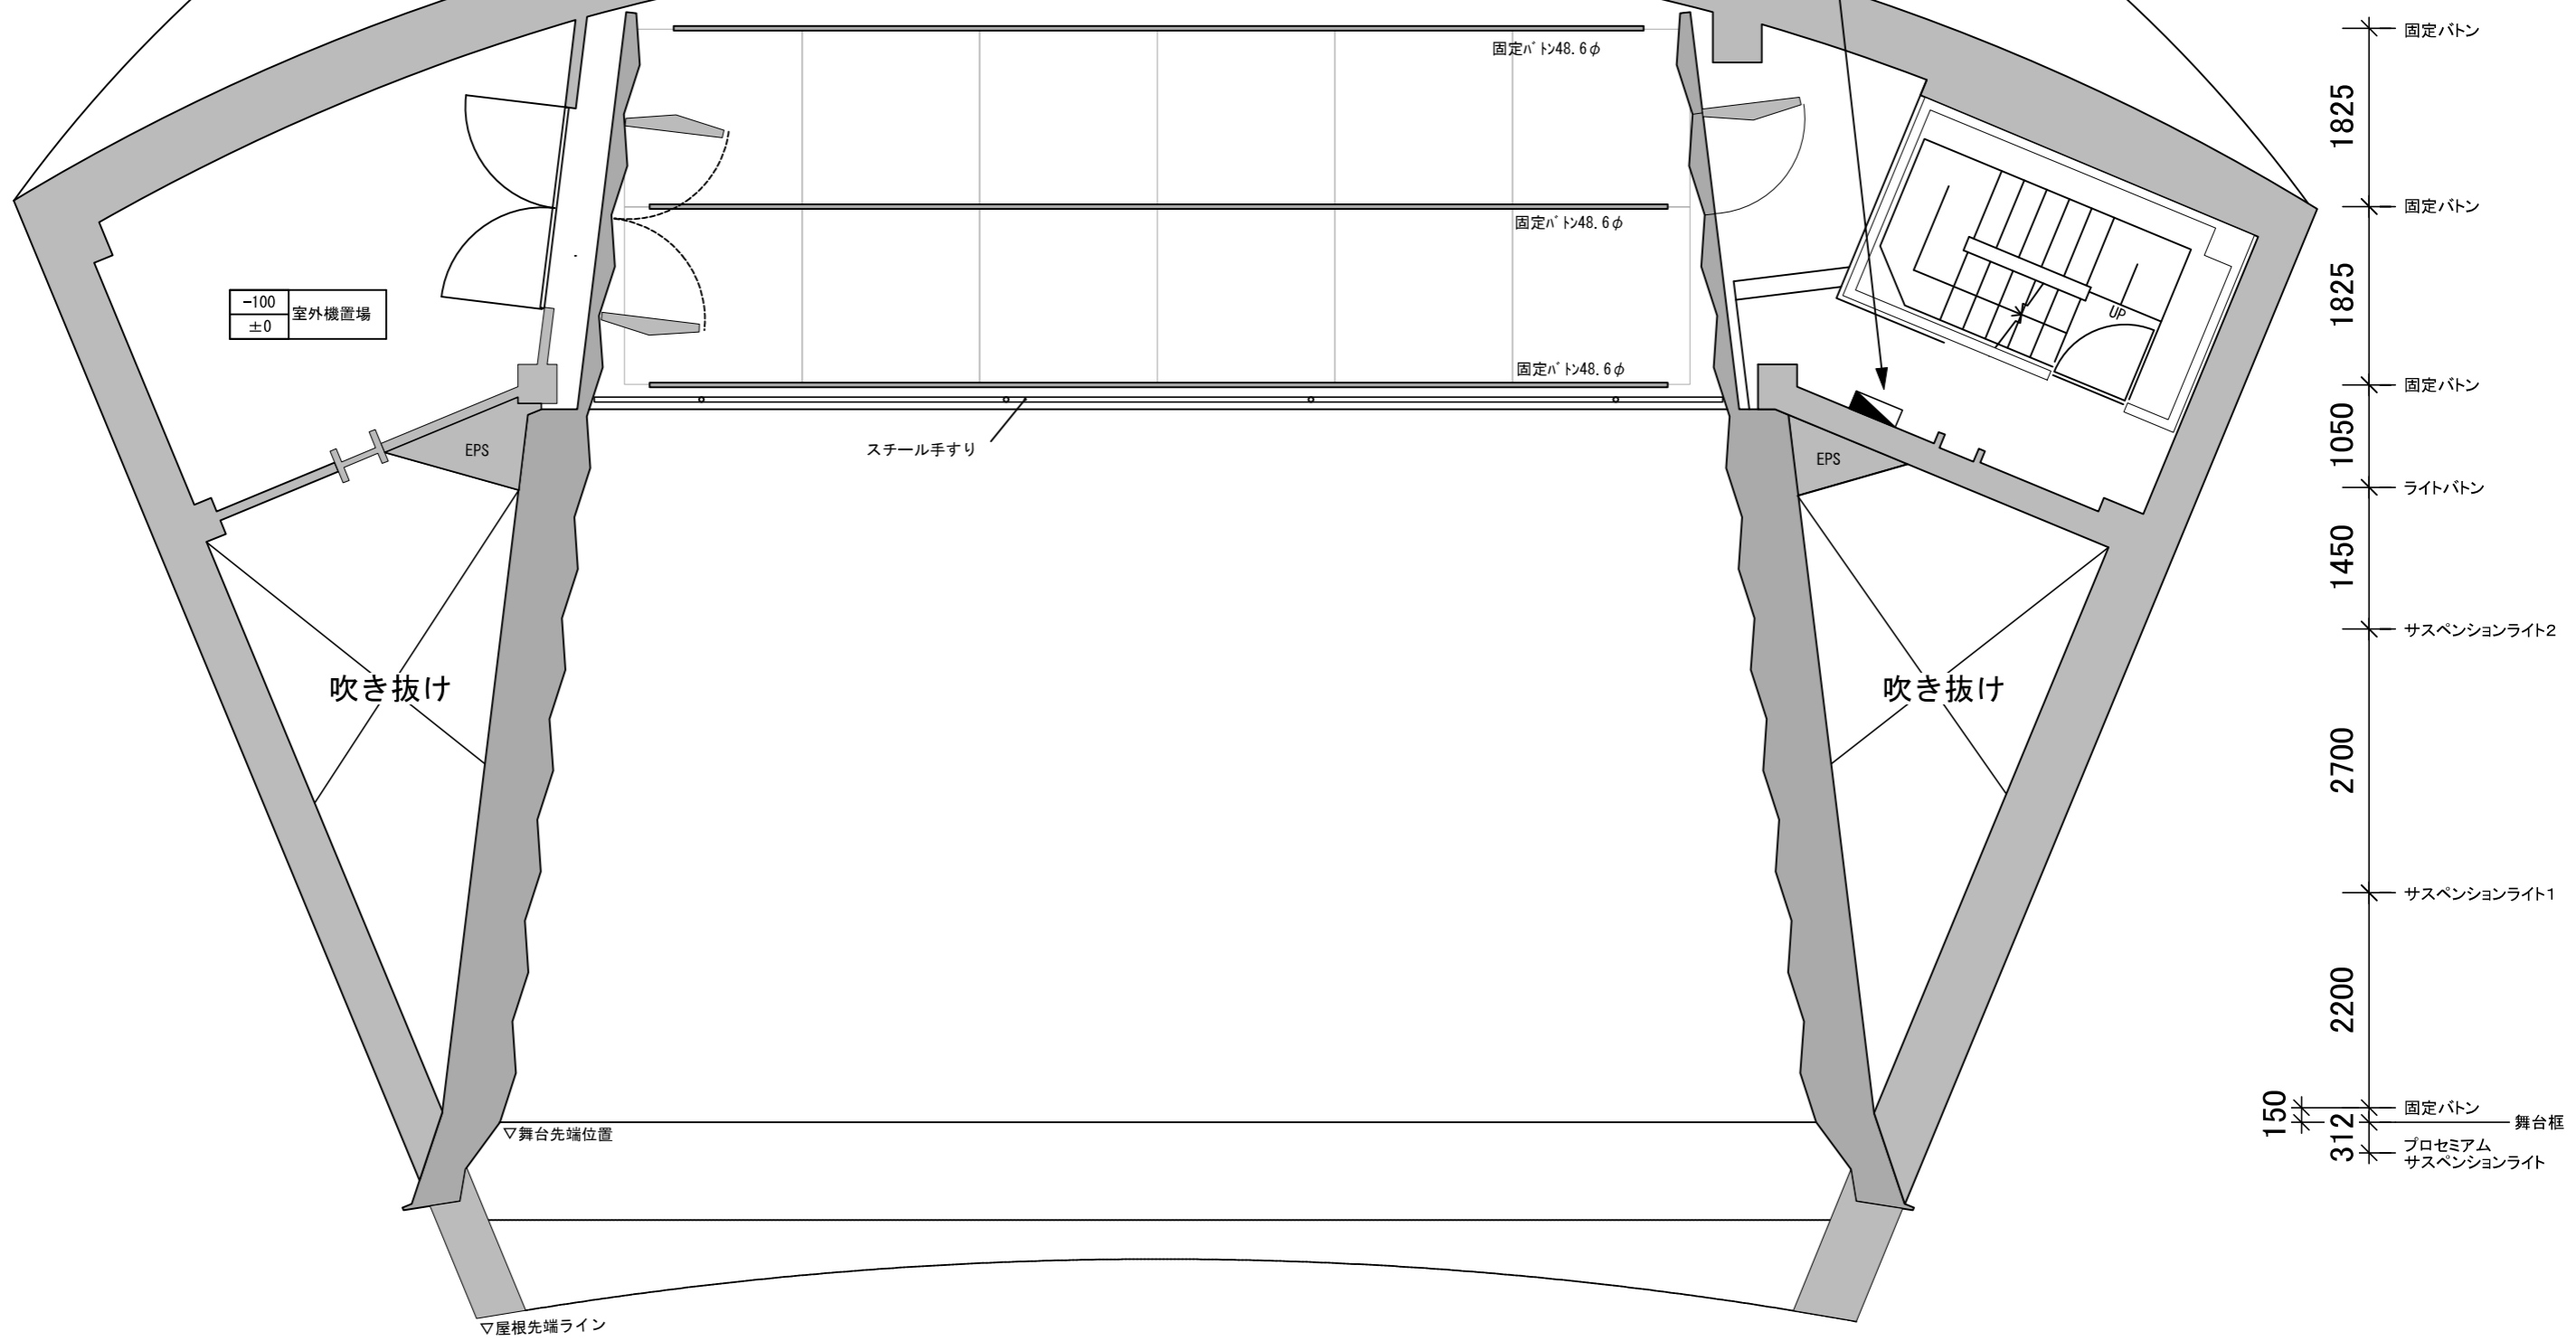 固定バトン
固定ﾊﾞﾄﾝ48.6φ
1825
固定バトン
固定ﾊﾞﾄﾝ48.6φ
-100
±0
室外機置場
1825
UP
固定ﾊﾞﾄﾝ48.6φ
固定バトン
スチール手すり
EPS
EPS
1050
ライトバトン
1450
サスペンションライト2
吹き抜け
吹き抜け
2700
サスペンションライト1
2200
150
固定バトン
▽舞台先端位置
舞台框
312
プロセミアム
サスペンションライト
▽屋根先端ライン